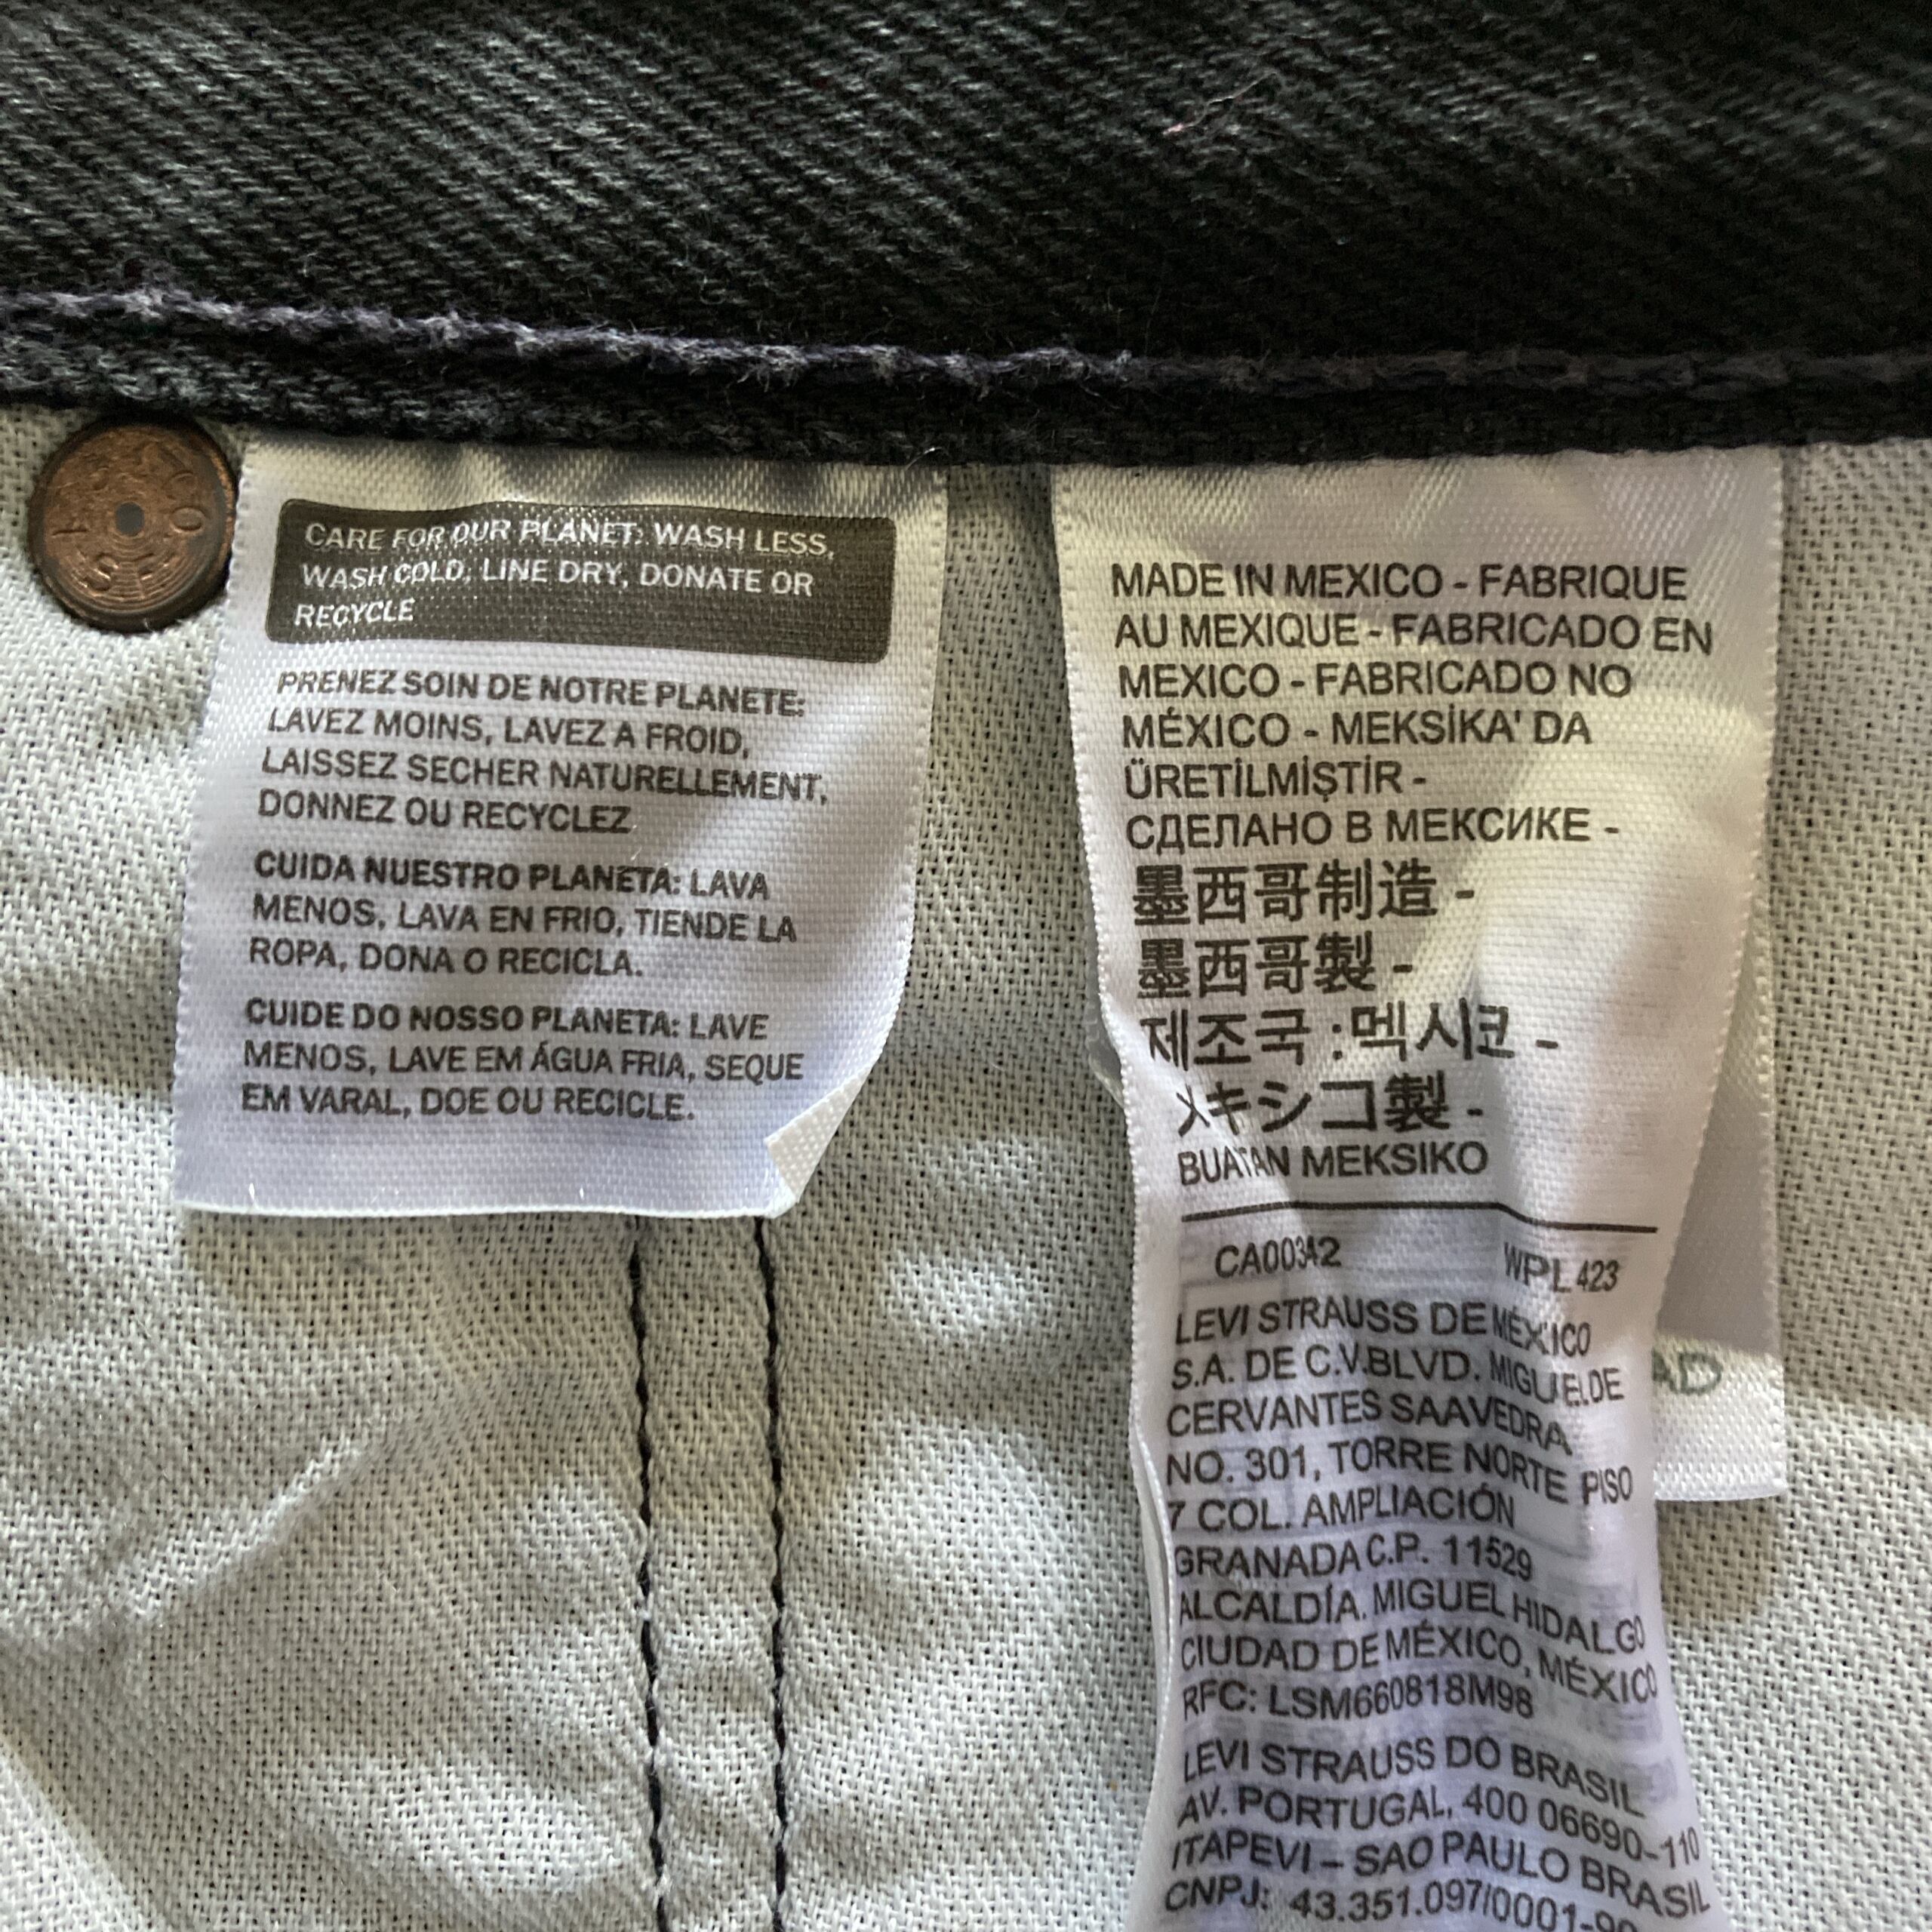 CARE FOR OUR PLANET: WASH LESS,
WASH COLD, LINE DRY, DONATE OR
RECYCLE
PRENEZ SOIN DE NOTRE PLANETE:
LAVEZ MOINS, LAVEZ A FROID,
LAISSEZ SECHER NATURELLEMENT,
DONNEZ OU RECYCLEZ
CUIDA NUESTRO PLANETA: LAVA
MENOS, LAVA EN FRIO, TIENDE LA
ROPA, DONA O RECICLA.
CUIDE DO NOSSO PLANETA: LAVE
MENOS, LAVE EM ÁGUA FRIA, SEQUE
EM VARAL, DOE OU RECICLE.
MADE IN MEXICO - FABRIQUE
AU MEXIQUE - FABRICADO EN
MEXICO - FABRICADO NO
MÉXICO - MEKSİKA' DA
ÜRETİLMİŞTİR -
СДЕЛАНО В МЕКСИКЕ -
墨西哥制造 -
墨西哥製 -
제조국 : 멕시코 -
メキシコ製 -
BUATAN MEKSIKO
CA00342 WPL 423
LEVI STRAUSS DE MÉXICO
S.A. DE C.V.BLVD. MIGUEL DE
CERVANTES SAAVEDRA
NO. 301, TORRE NORTE PISO
7 COL. AMPLIACIÓN
GRANADA C.P. 11529
ALCALDÍA. MIGUEL HIDALGO
CIUDAD DE MÉXICO, MÉXICO
RFC: LSM660818M98
LEVI STRAUSS DO BRASIL
AV. PORTUGAL, 400 06690-110
ITAPEVI – SAO PAULO BRASIL
CNPJ: 43.351.097/0001-90